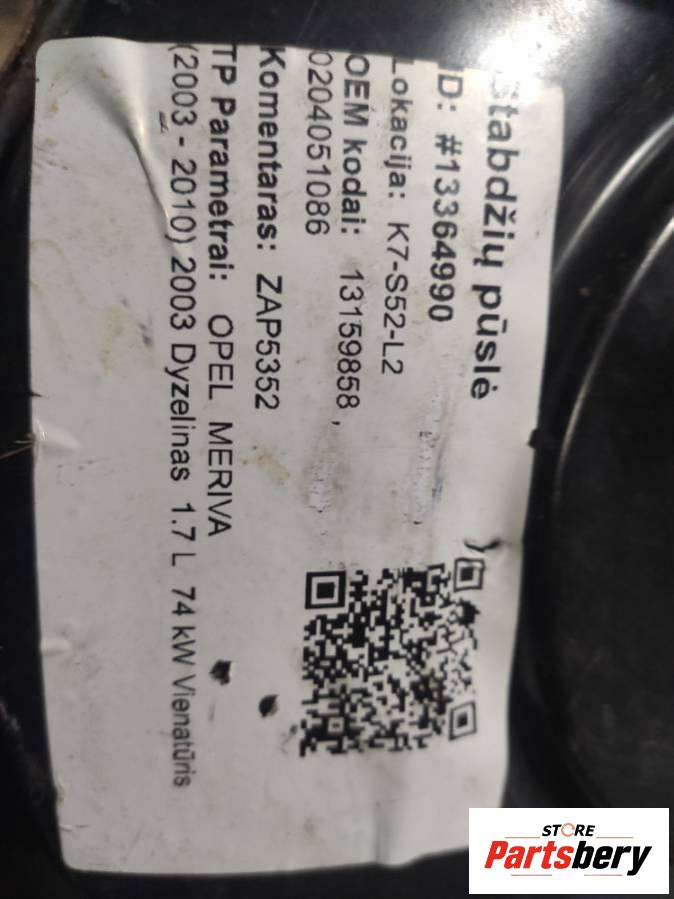 Stabdžių pūslė
ID: #13364990
Lokacija: K7-S52-L2
OEM kodai: 13159858,
0204051086
Komentaras: ZAP5352
TP Parametrai: OPEL MERIVA
(2003 - 2010) 2003 Dyzelinas 1.7 L 74 kW Vienatūris
STORE
Partsbery